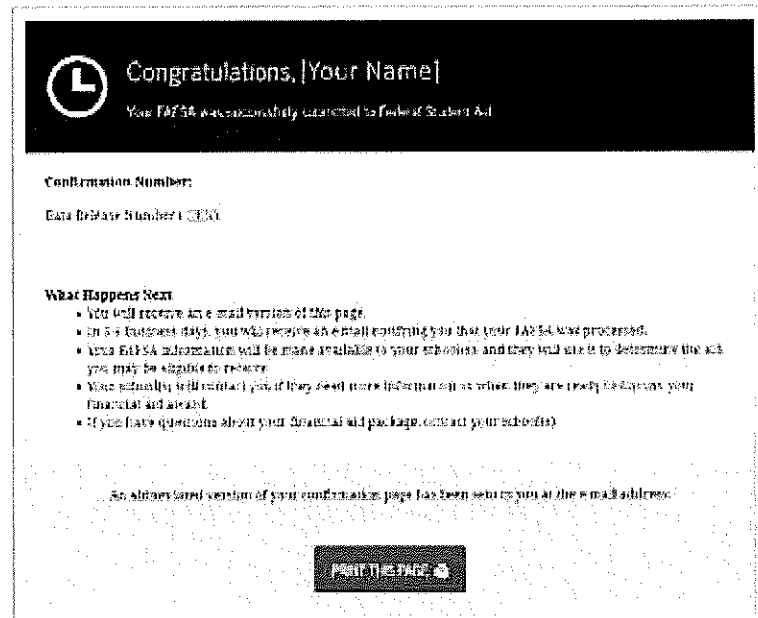 Congratulations, [Your Name]
Your FAFSA was successfully submitted to Federal Student Aid
Confirmation Number:
Data Release Number
What Happens Next
You will receive an e-mail version of this page.
In 3-5 business days, you will receive an e-mail notifying you that your FAFSA was processed.
Your FAFSA information will be made available to your school(s), and they will use it to determine the aid
you may be eligible to receive.
Your school(s) will contact you if they need more information or when they are ready to discuss your
financial aid award.
If you have questions about your financial aid package, contact your school(s)
An abbreviated version of your confirmation page has been sent to you at the e-mail address:
PRINT THIS PAGE